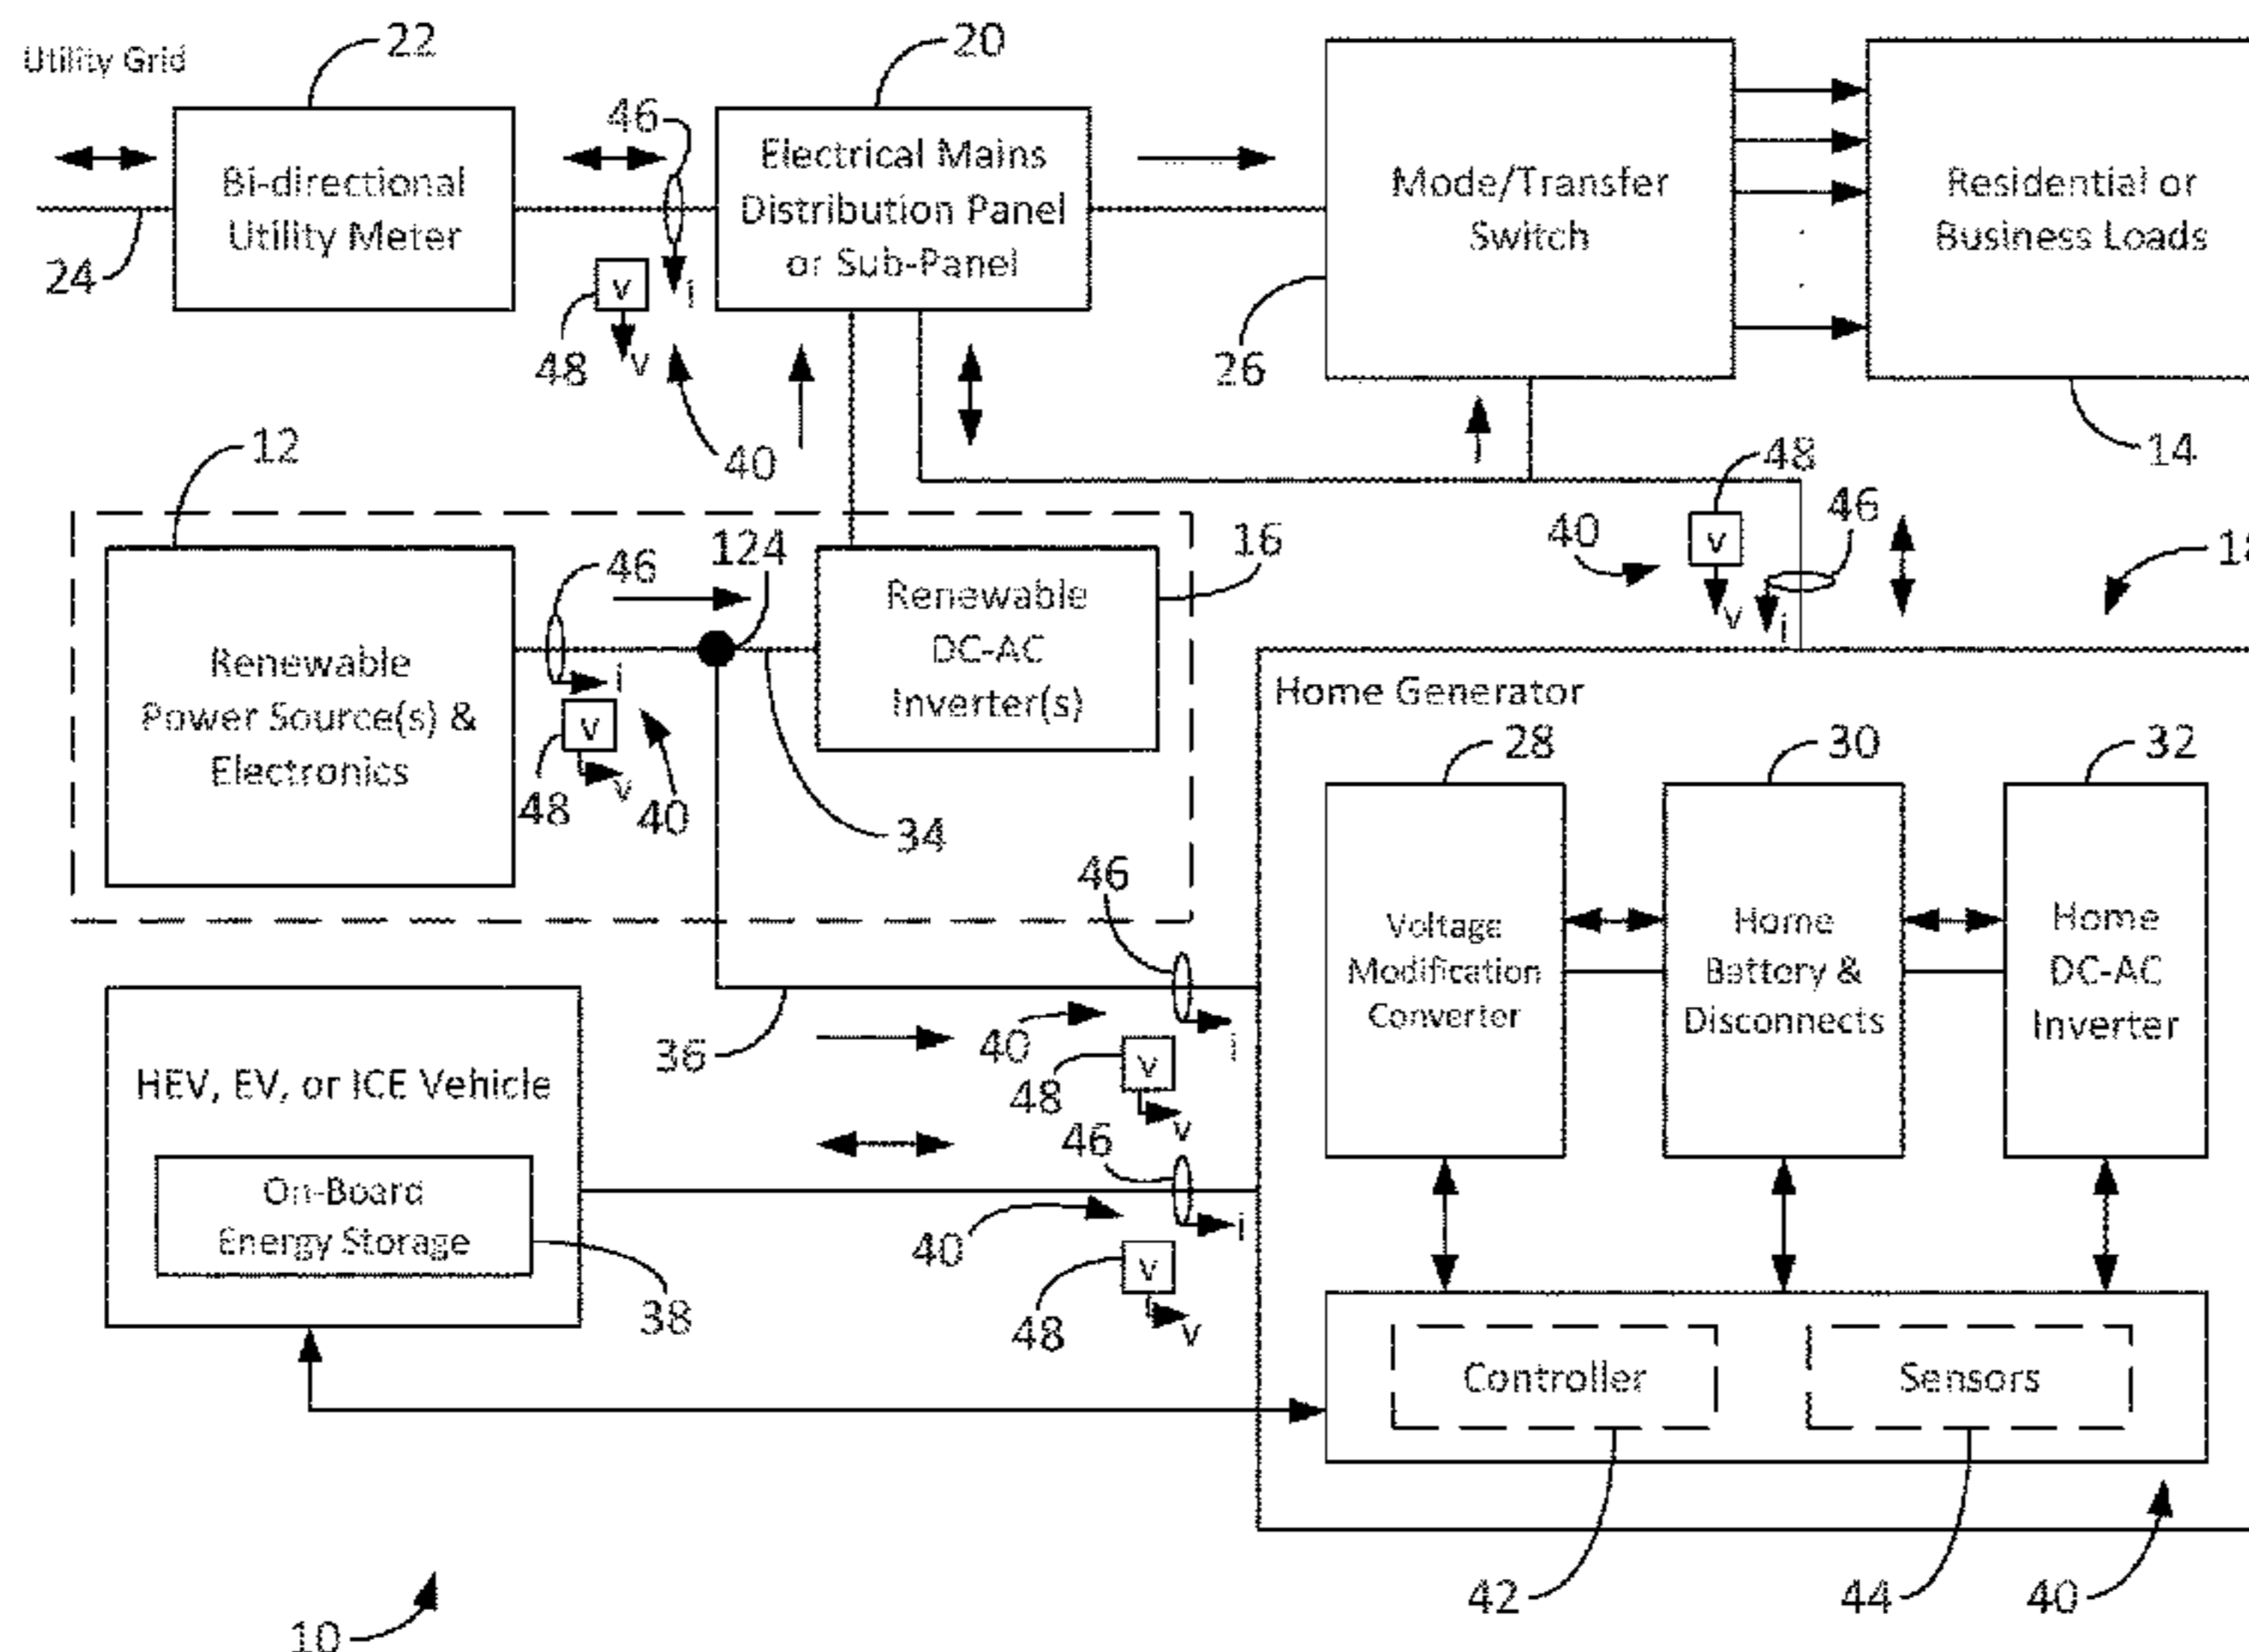 Utility Grid
22
20
46
Bi-directional
Utility Meter
Electrical Mains
Distribution Panel
or Sub-Panel
Mode/Transfer
Switch
Residential or
Business Loads
24
v
i
48
v
40
26
14
12
48
46
40
v
v
i
16
124
46
Renewable
Power Source(s) &
Electronics
i
v
v
48
40
Renewable
DC-AC
Inverter(s)
34
Home Generator
28
30
32
Voltage
Modification
Converter
Home
Battery &
Disconnects
Home
DC-AC
Inverter
46
36
40
i
48
v
v
HEV, EV, or ICE Vehicle
On-Board
Energy Storage
38
46
40
i
48
v
v
Controller
Sensors
42
44
40
10